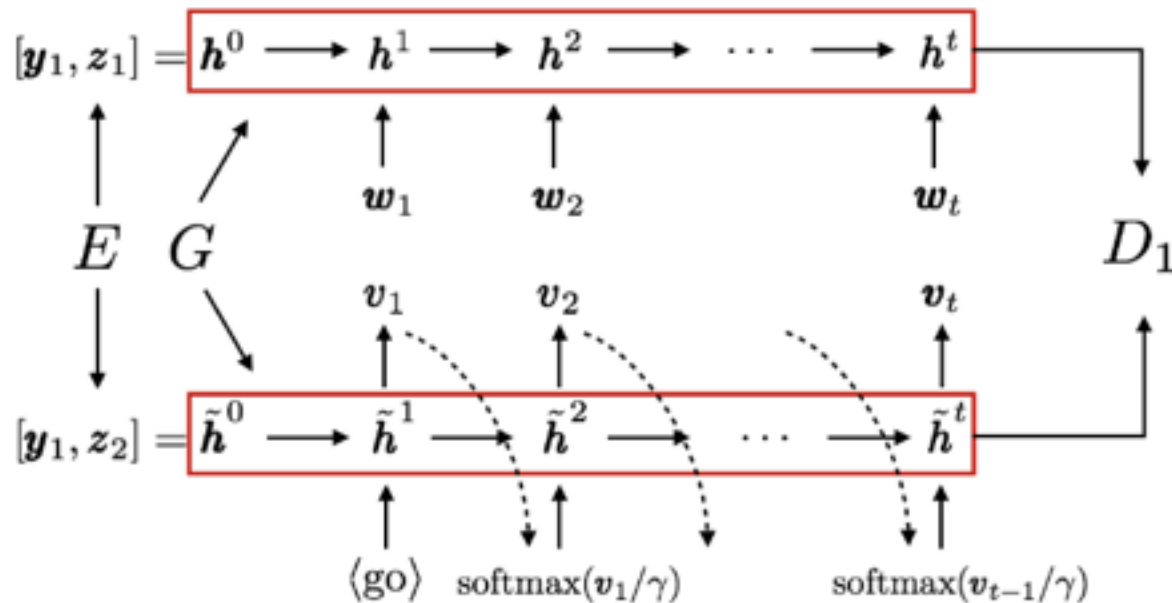 [y₁, z₁] = h⁰ h¹ h² ··· hᵗ
w₁ w₂ wₜ
E G D₁
v₁ v₂ vₜ
[y₁, z₂] = h̃⁰ h̃¹ h̃² ··· h̃ᵗ
⟨go⟩ softmax(v₁/γ) softmax(vₜ₋₁/γ)